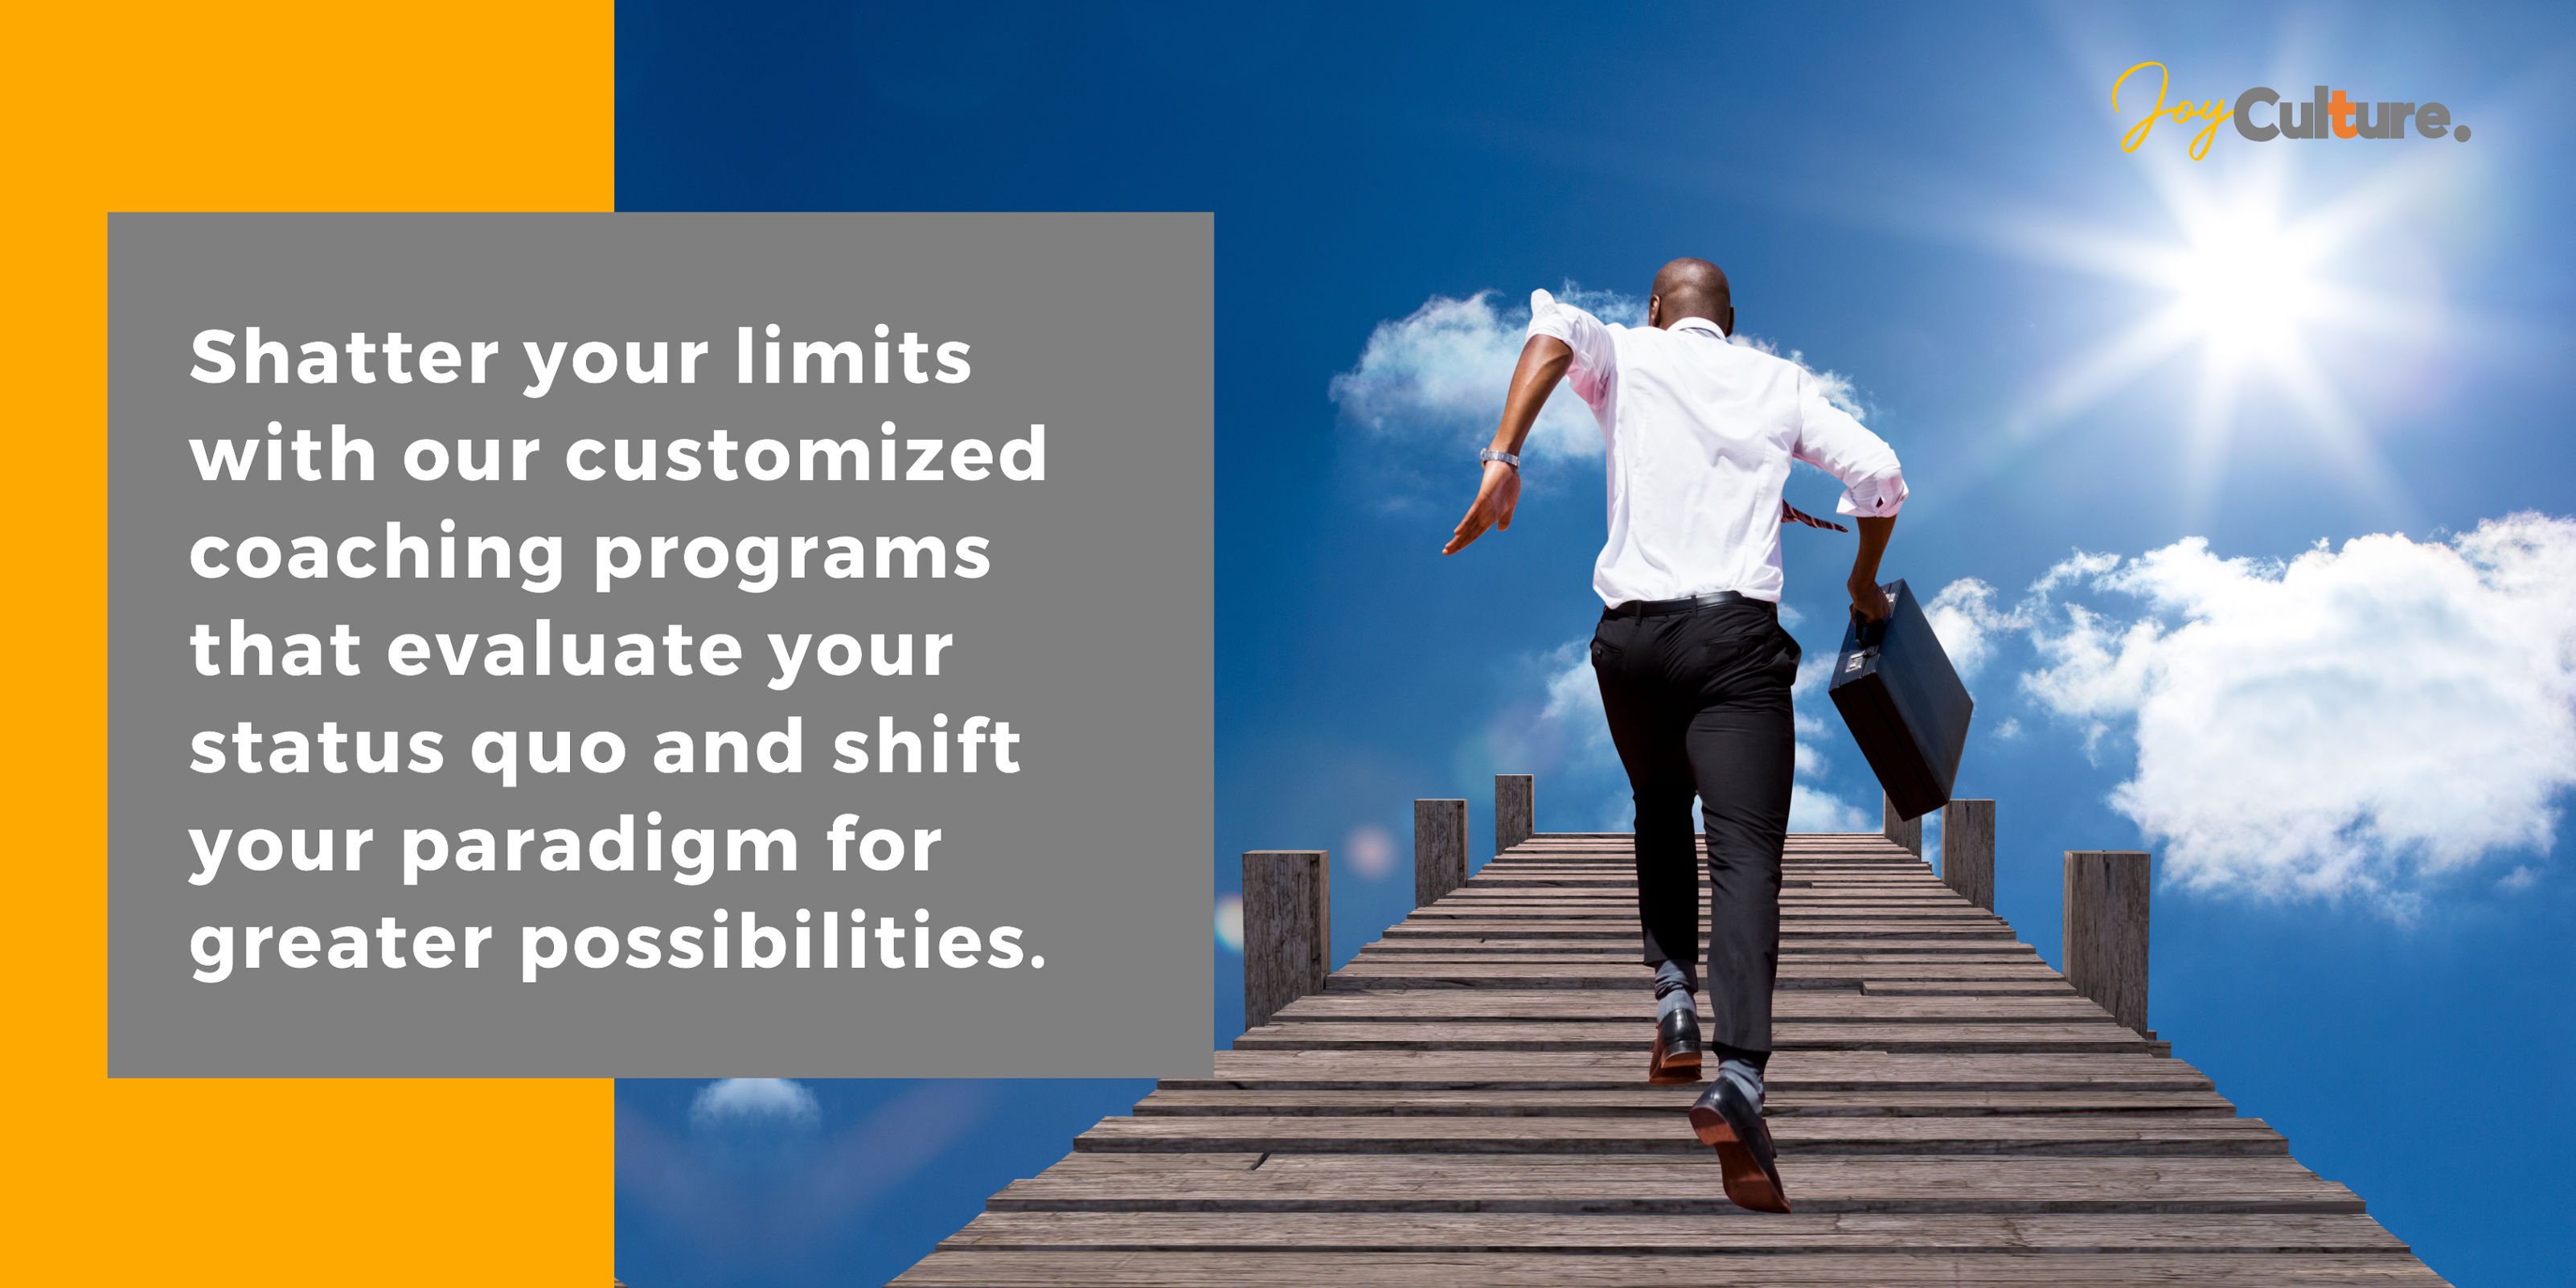 JoyCulture.
Shatter your limits
with our customized
coaching programs
that evaluate your
status quo and shift
your paradigm for
greater possibilities.